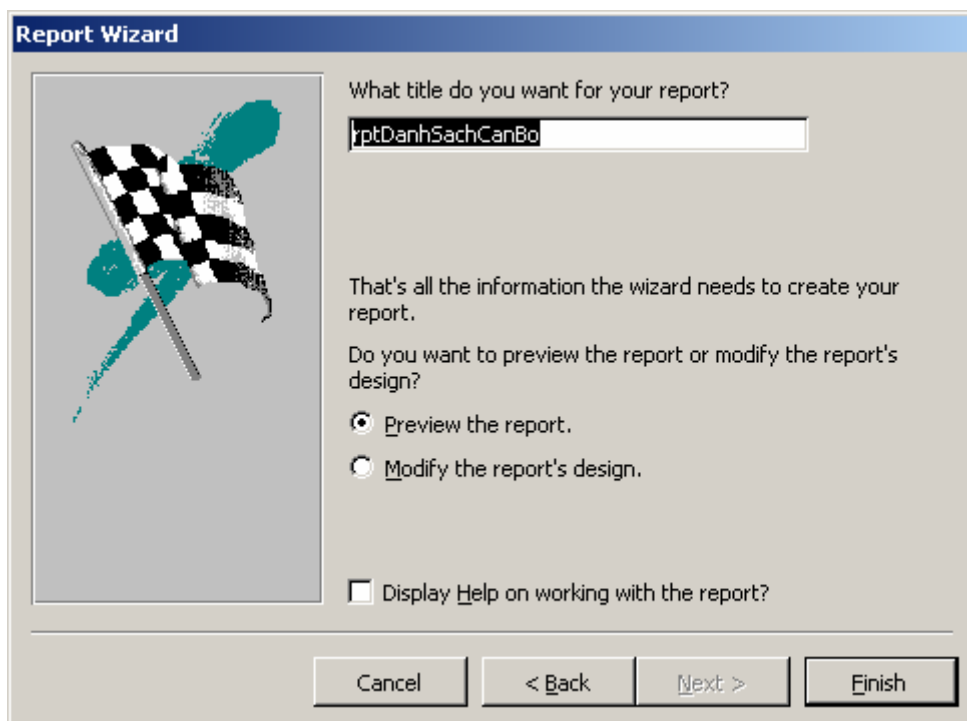 Report Wizard
What title do you want for your report?
rptDanhSachCanBo
That's all the information the wizard needs to create your
report.
Do you want to preview the report or modify the report's
design?
Preview the report.
Modify the report's design.
Display Help on working with the report?
Cancel
< Back
Next >
Finish